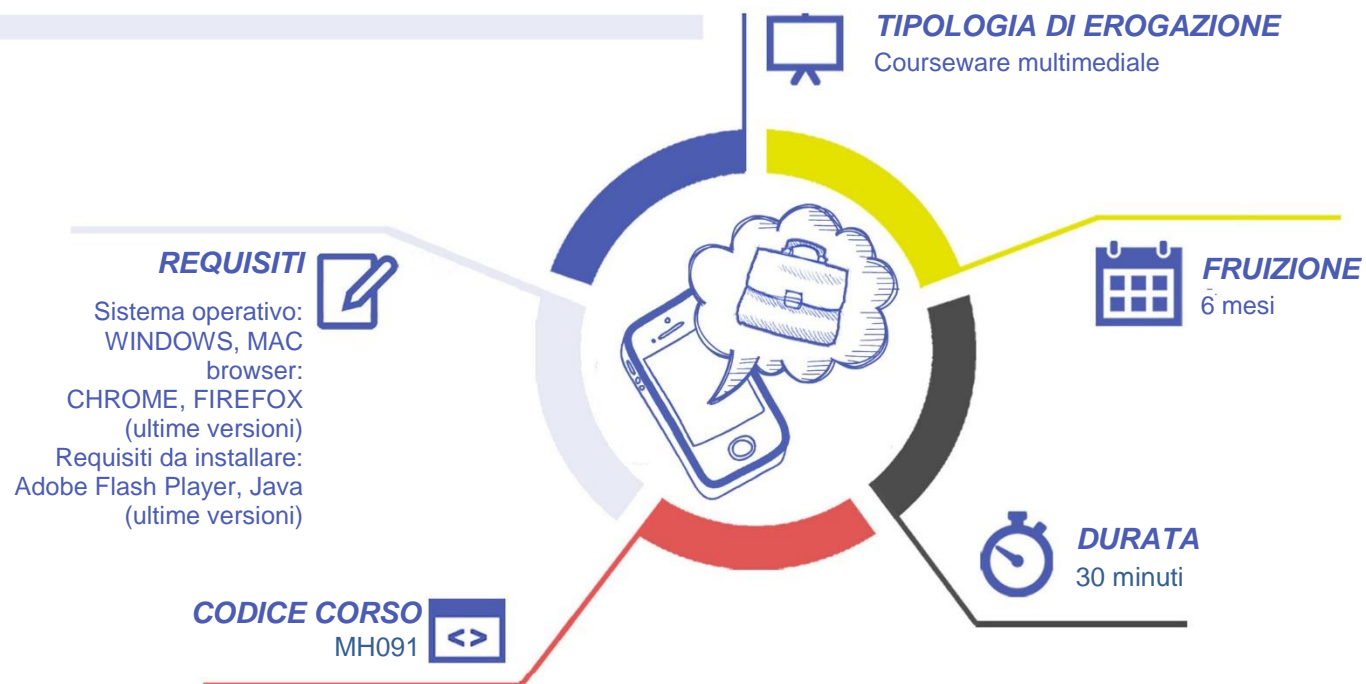 TIPOLOGIA DI EROGAZIONE
Courseware multimediale
REQUISITI
Sistema operativo:
WINDOWS, MAC
browser:
CHROME, FIREFOX
(ultime versioni)
Requisiti da installare:
Adobe Flash Player, Java
(ultime versioni)
FRUIZIONE
6 mesi
DURATA
30 minuti
CODICE CORSO
MH091